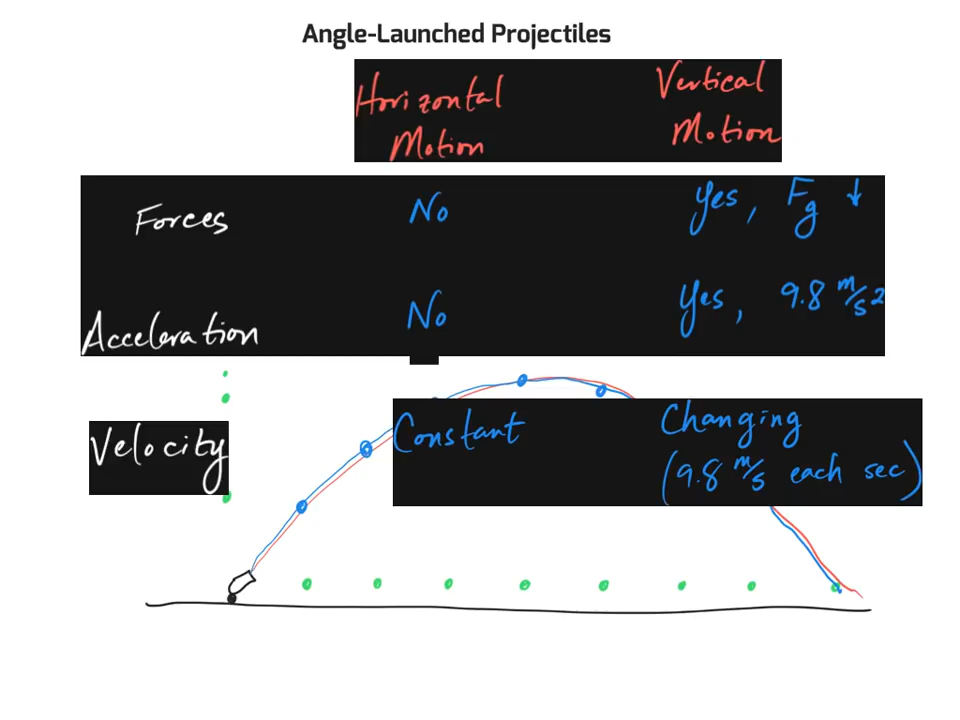 Angle-Launched Projectiles
Horizontal Motion
Vertical Motion
Forces No Yes, Fg ↓
Acceleration No Yes, 9.8 m/s2
Velocity Constant Changing
(9.8 m/s each sec)